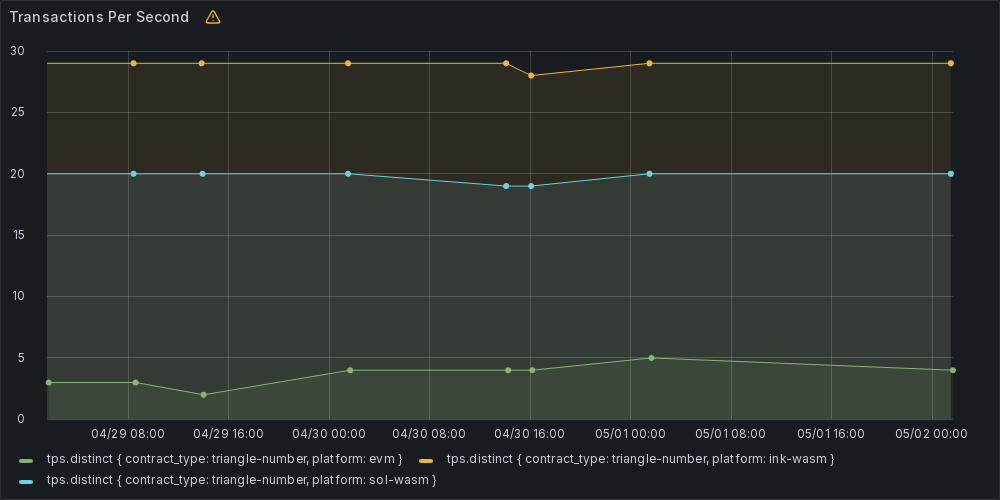 Transactions Per Second
30
25
20
15
10
5
0
04/29 08:00 04/29 16:00 04/30 00:00 04/30 08:00 04/30 16:00 05/01 00:00 05/01 08:00 05/01 16:00 05/02 00:00
tps.distinct { contract_type: triangle-number, platform: evm } tps.distinct { contract_type: triangle-number, platform: ink-wasm }
tps.distinct { contract_type: triangle-number, platform: sol-wasm }